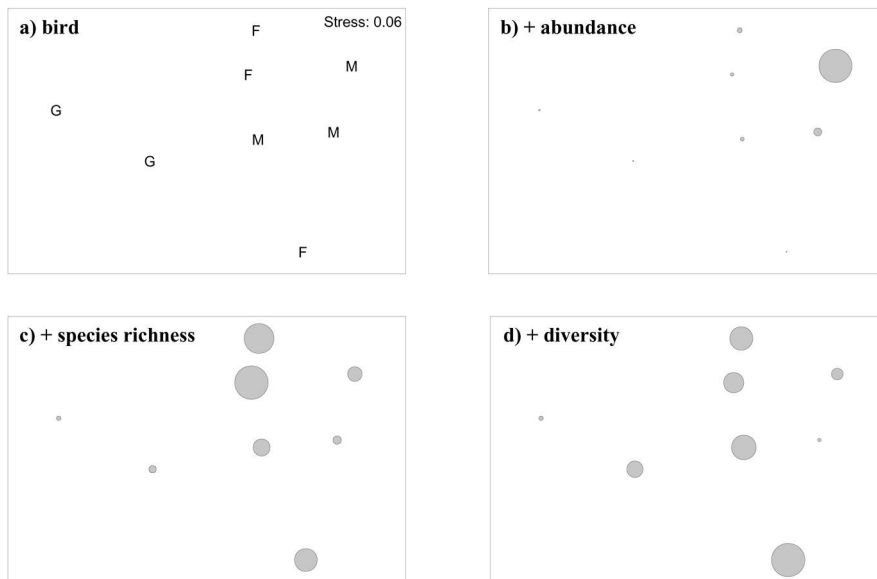 a) bird
Stress: 0.06
F
F
M
G
M
M
G
F
b) + abundance
c) + species richness
d) + diversity